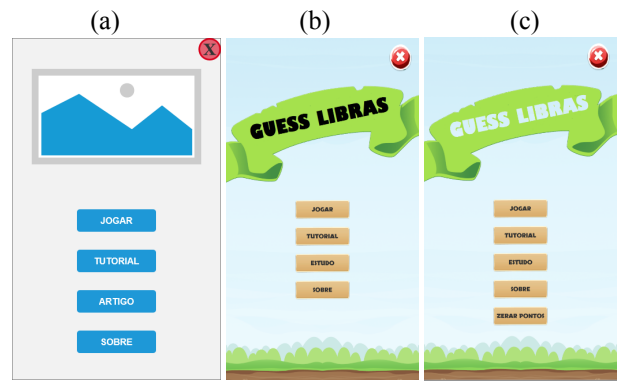 (a)
(b)
(c)
X
JOGAR
TUTORIAL
ARTIGO
SOBRE
GUESS LIBRAS
JOGAR
TUTORIAL
ESTUDO
SOBRE
GUESS LIBRAS
JOGAR
TUTORIAL
ESTUDO
SOBRE
ZERAR PONTOS